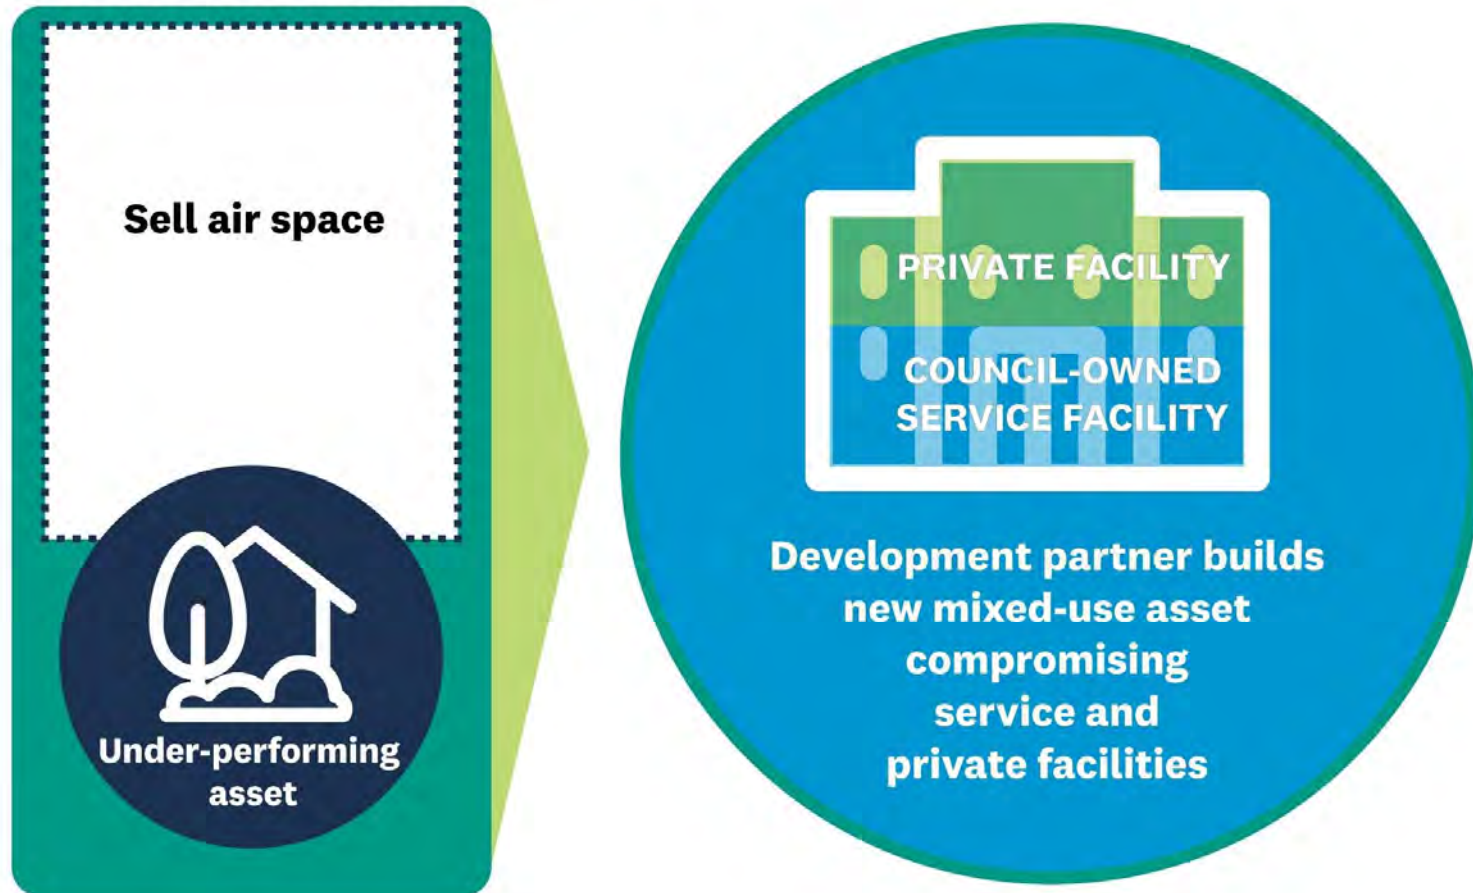 Sell air space
Under-performing
asset
PRIVATE FACILITY
COUNCIL-OWNED
SERVICE FACILITY
Development partner builds
new mixed-use asset
compromising
service and
private facilities